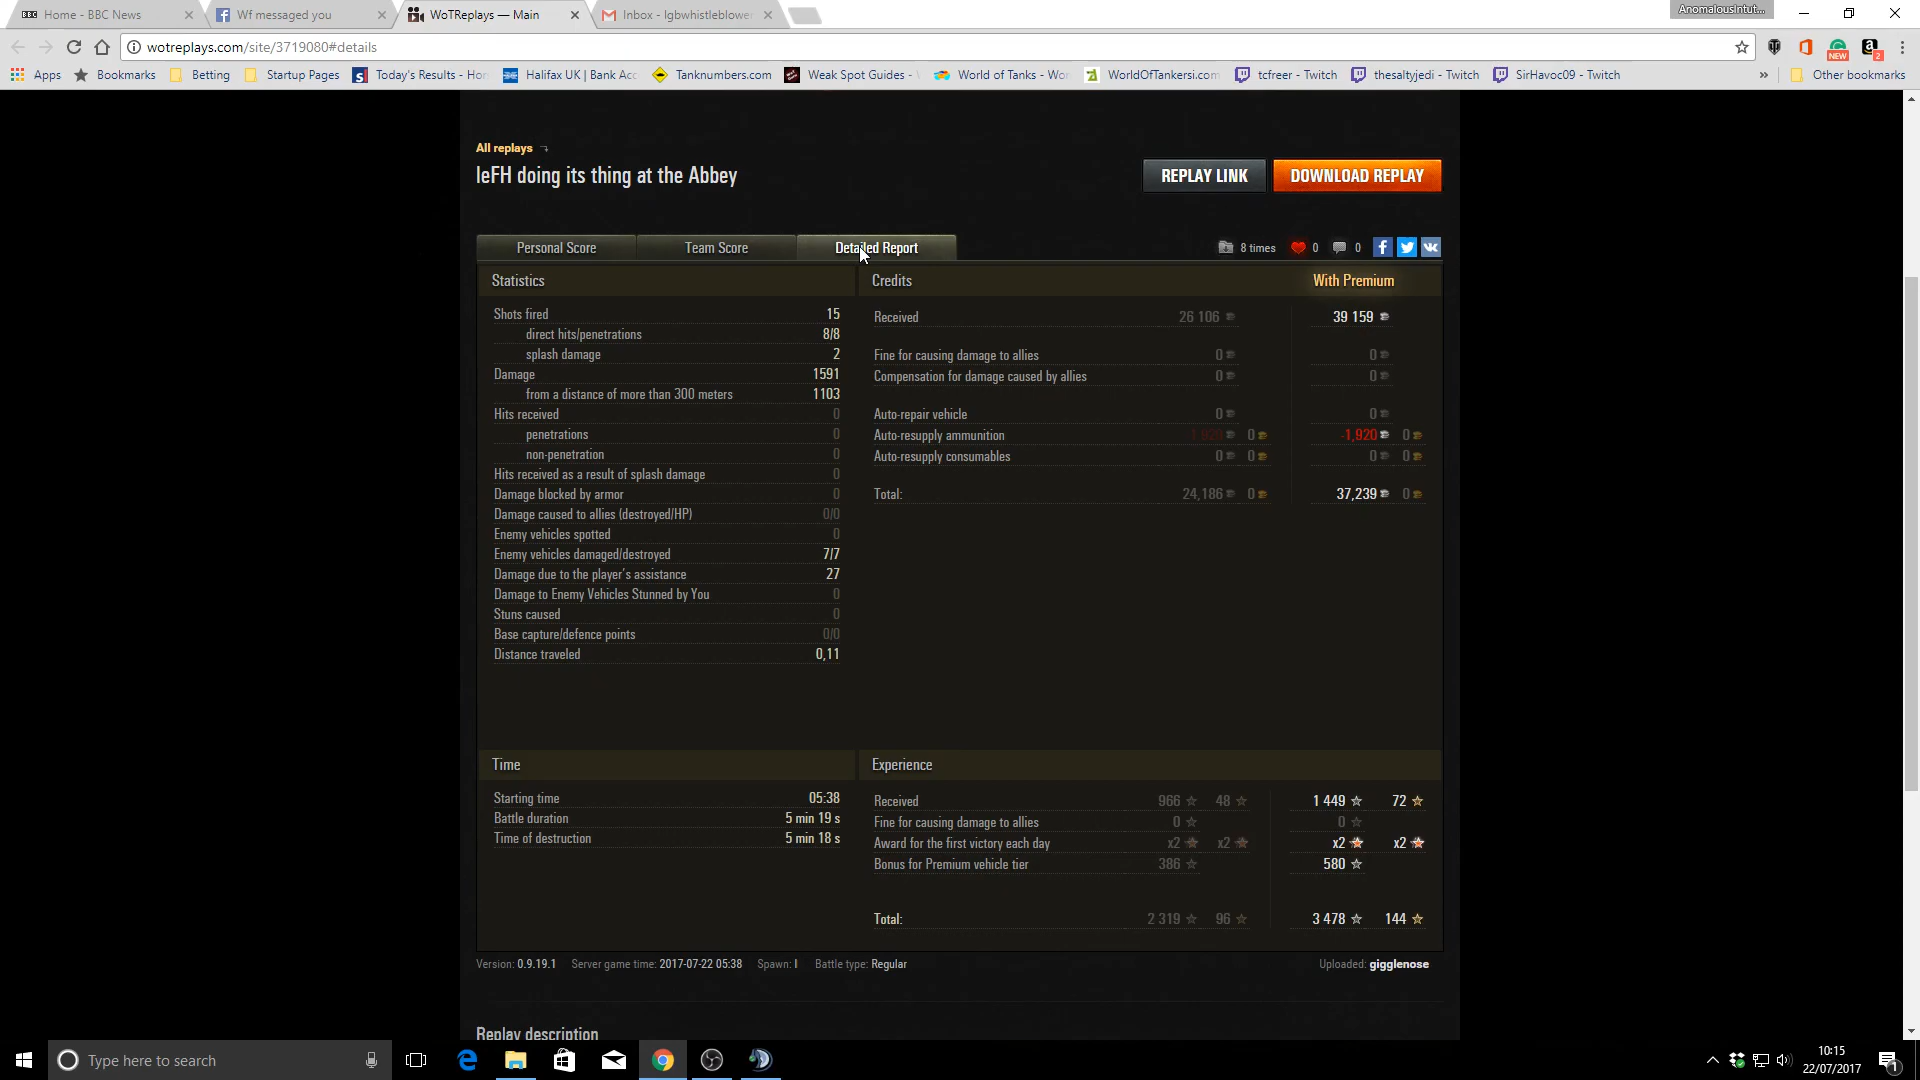 Home - BBC News
Wf messaged you
WoTReplays — Main
Inbox - lgbwhistleblower
AnomalousIntut...
wotreplays.com/site/3719080#details
Apps
Bookmarks
Betting
Startup Pages
Today's Results - Hon
Halifax UK | Bank Acc
Tanknumbers.com
Weak Spot Guides -
World of Tanks - Wor
WorldOfTankersi.com
tcfreer - Twitch
thesaltyjedi - Twitch
SirHavoc09 - Twitch
»
Other bookmarks
NEW
2
All replays
leFH doing its thing at the Abbey
REPLAY LINK
DOWNLOAD REPLAY
Personal Score
Team Score
Detailed Report
8 times
0
0
Statistics
Shots fired 15
direct hits/penetrations 8/8
splash damage 2
Damage 1591
from a distance of more than 300 meters 1103
Hits received 0
penetrations 0
non-penetration 0
Hits received as a result of splash damage 0
Damage blocked by armor 0
Damage caused to allies (destroyed/HP) 0/0
Enemy vehicles spotted 0
Enemy vehicles damaged/destroyed 7/7
Damage due to the player's assistance 27
Damage to Enemy Vehicles Stunned by You 0
Stuns caused 0
Base capture/defence points 0/0
Distance traveled 0,11
Credits With Premium
Received 26 106 39 159
Fine for causing damage to allies 0 0
Compensation for damage caused by allies 0 0
Auto-repair vehicle 0 0
Auto-resupply ammunition -1,920 0 -1,920 0
Auto-resupply consumables 0 0 0 0
Total: 24,186 0 37,239 0
Time
Starting time 05:38
Battle duration 5 min 19 s
Time of destruction 5 min 18 s
Experience
Received 966 48 1 449 72
Fine for causing damage to allies 0 0
Award for the first victory each day x2 x2 x2 x2
Bonus for Premium vehicle tier 386 580
Total: 2 319 96 3 478 144
Version: 0.9.19.1 Server game time: 2017-07-22 05:38 Spawn: I Battle type: Regular
Uploaded: gigglenose
Replay description
Type here to search
10:15
22/07/2017
1